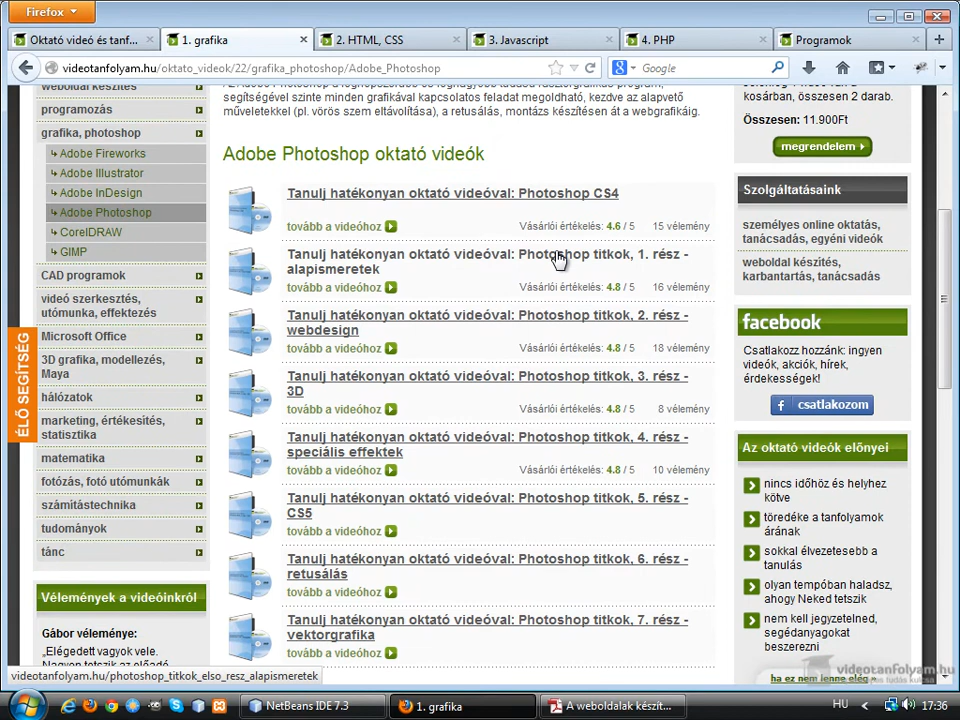 Firefox
Oktató videó és tanf...
1. grafika
2. HTML, CSS
3. Javascript
4. PHP
Programok
videotanfolyam.hu/oktato_videok/22/grafika_photoshop/Adobe_Photoshop
Google
weboldal készítés
programozás
grafika, photoshop
Adobe Fireworks
Adobe Illustrator
Adobe InDesign
Adobe Photoshop
CorelDRAW
GIMP
CAD programok
videó szerkesztés,
utómunka, effektezés
Microsoft Office
3D grafika, modellezés,
Maya
hálózatok
marketing, értékesítés,
statisztika
matematika
fotózás, fotó utómunkák
számítástechnika
tudományok
tánc
Vélemények a videóinkról
Gábor véleménye:
„Elégedett vagyok vele.
Nagyon tetszik az előadó
ÉLŐ SEGÍTSÉG
segítségével szinte minden grafikával kapcsolatos feladat megoldható, kezdve az alapvető
műveletekkel (pl. vörös szem eltávolítása), a retusálás, montázs készítésen át a webgrafikáig.
Adobe Photoshop oktató videók
Tanulj hatékonyan oktató videóval: Photoshop CS4
tovább a videóhoz Vásárlói értékelés: 4.6 / 5 15 vélemény
Tanulj hatékonyan oktató videóval: Photoshop titkok, 1. rész -
alapismeretek
tovább a videóhoz Vásárlói értékelés: 4.8 / 5 16 vélemény
Tanulj hatékonyan oktató videóval: Photoshop titkok, 2. rész -
webdesign
tovább a videóhoz Vásárlói értékelés: 4.8 / 5 18 vélemény
Tanulj hatékonyan oktató videóval: Photoshop titkok, 3. rész -
3D
tovább a videóhoz Vásárlói értékelés: 4.8 / 5 8 vélemény
Tanulj hatékonyan oktató videóval: Photoshop titkok, 4. rész -
speciális effektek
tovább a videóhoz Vásárlói értékelés: 4.8 / 5 10 vélemény
Tanulj hatékonyan oktató videóval: Photoshop titkok, 5. rész -
CS5
tovább a videóhoz
Tanulj hatékonyan oktató videóval: Photoshop titkok, 6. rész -
retusálás
tovább a videóhoz
Tanulj hatékonyan oktató videóval: Photoshop titkok, 7. rész -
vektorgrafika
tovább a videóhoz
kosárban, összesen 2 darab.
Összesen: 11.900Ft
megrendelem
Szolgáltatásaink
személyes online oktatás,
tanácsadás, egyéni videók
weboldal készítés,
karbantartás, tanácsadás
facebook
Csatlakozz hozzánk: ingyen
videók, akciók, hírek,
érdekességek!
f csatlakozom
Az oktató videók előnyei
nincs időhöz és helyhez
kötve
töredéke a tanfolyamok
árának
sokkal élvezetesebb a
tanulás
olyan tempóban haladsz,
ahogy Neked tetszik
nem kell jegyzetelned,
segédanyagokat
beszerezni
ha ez nem lenne elég »
videotanfolyam.hu
videotanfolyam.hu/photoshop_titkok_elso_resz_alapismeretek
NetBeans IDE 7.3
1. grafika
A weboldalak készít...
HU
17:36